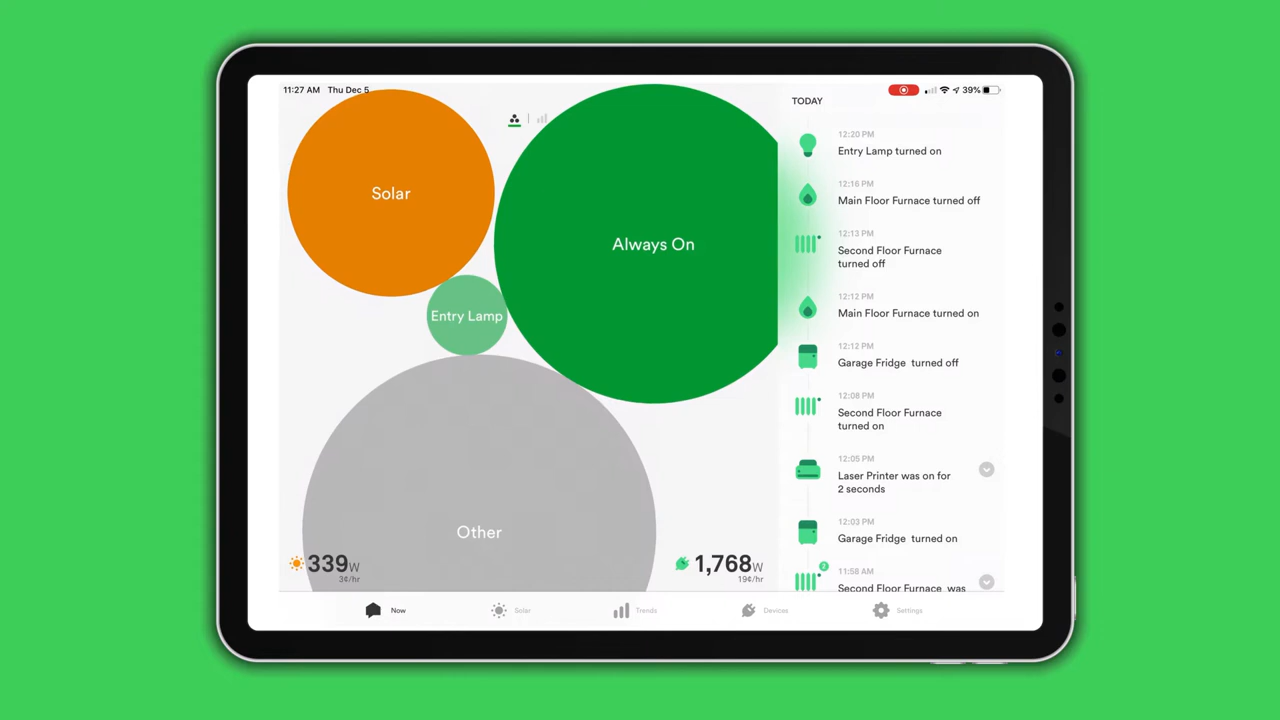 11:27 AM Thu Dec 5
39%
Solar
Always On
Entry Lamp
Other
339W
3¢/hr
1,768W
19¢/hr
TODAY
12:20 PM
Entry Lamp turned on
12:16 PM
Main Floor Furnace turned off
12:13 PM
Second Floor Furnace
turned off
12:12 PM
Main Floor Furnace turned on
12:12 PM
Garage Fridge turned off
12:08 PM
Second Floor Furnace
turned on
12:05 PM
Laser Printer was on for
2 seconds
12:03 PM
Garage Fridge turned on
2
11:58 AM
Second Floor Furnace was
Now
Solar
Trends
Devices
Settings